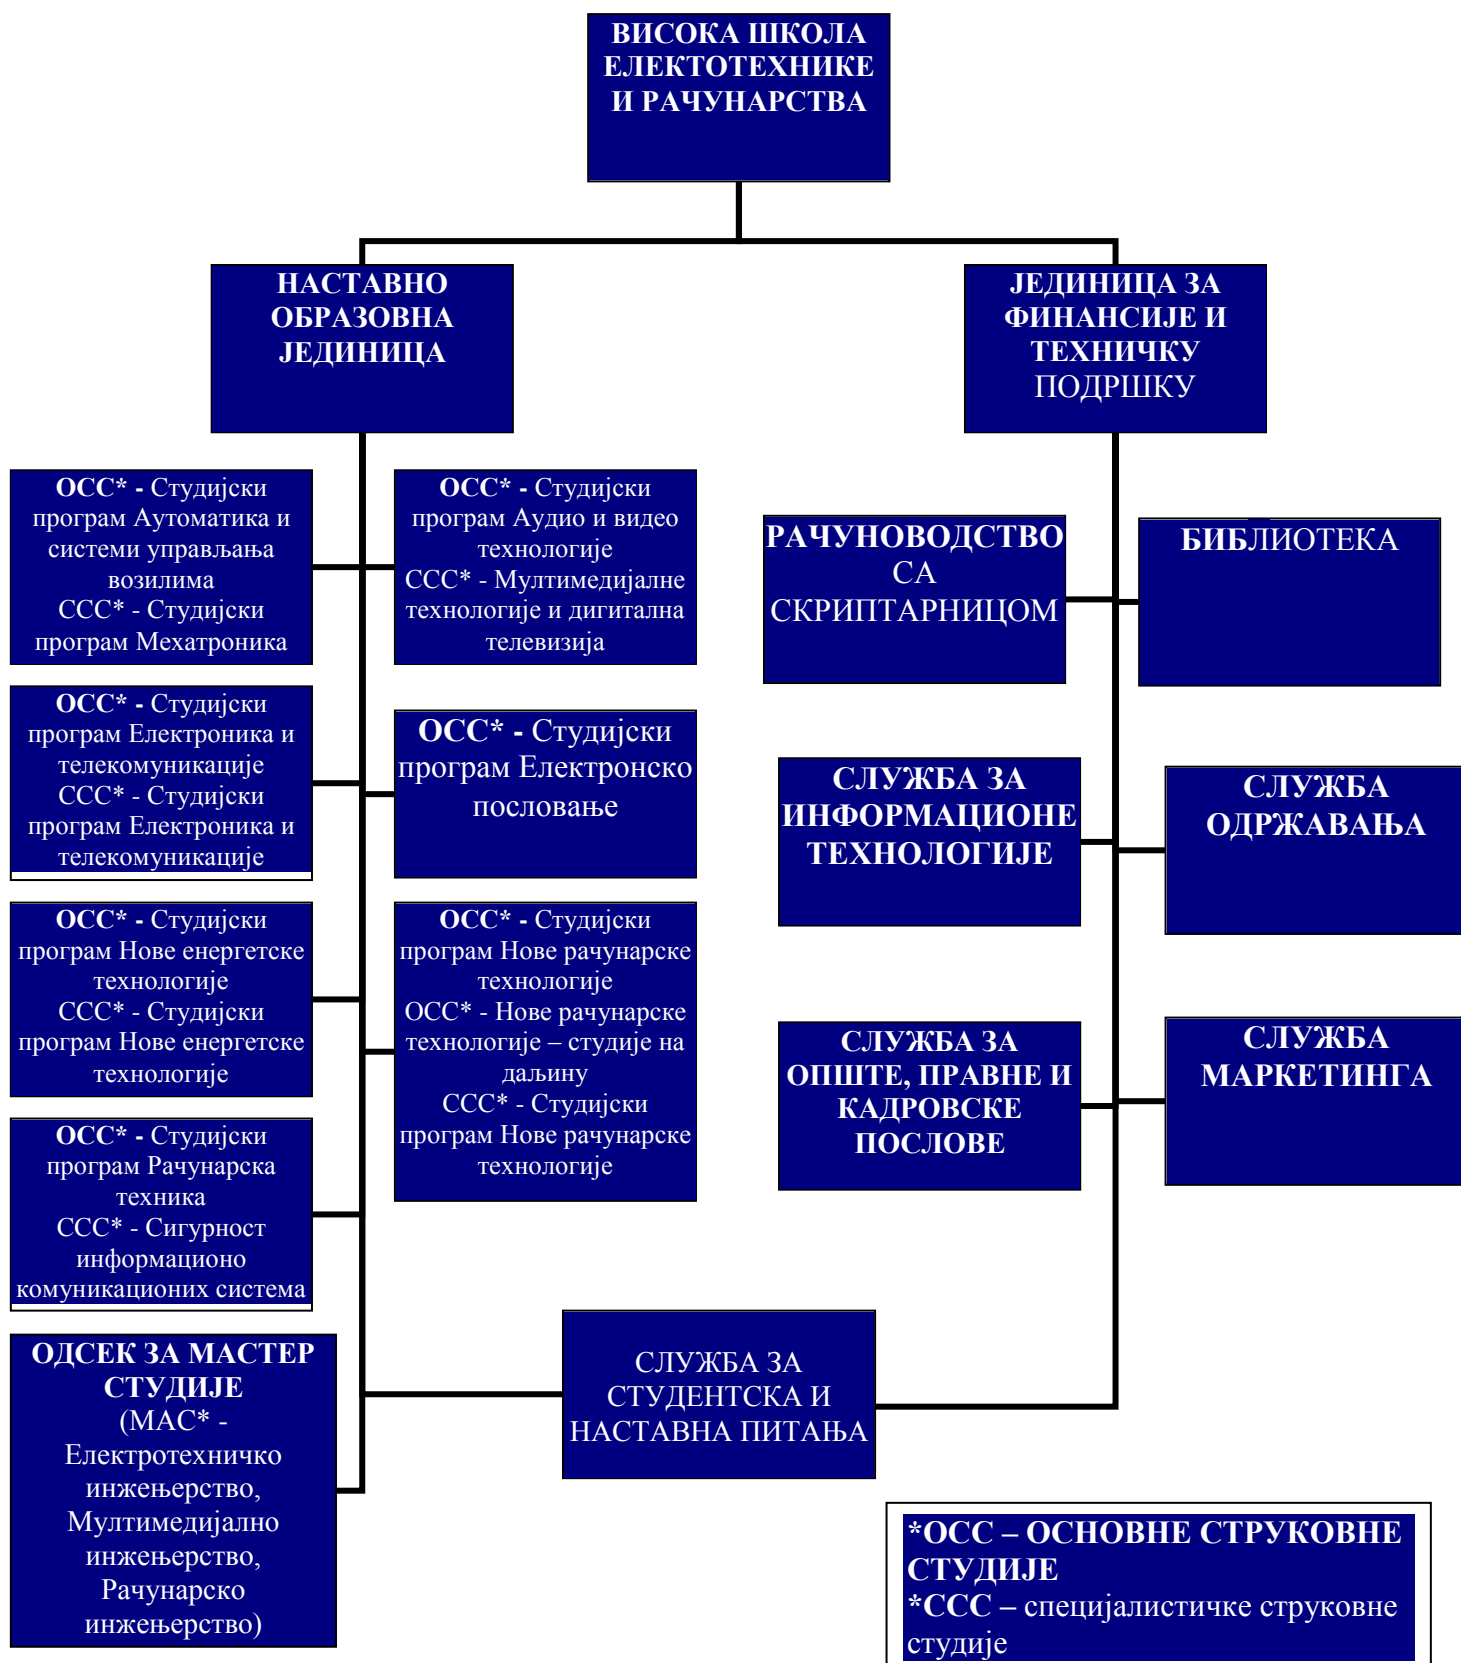 ВИСОКА ШКОЛА
ЕЛЕКТОТЕХНИКЕ
И РАЧУНАРСТВА
НАСТАВНО
ОБРАЗОВНА
ЈЕДИНИЦА
ЈЕДИНИЦА ЗА
ФИНАНСИЈЕ И
ТЕХНИЧКУ
ПОДРШКУ
ОСС* - Студијски
програм Аутоматика и
системи управљања
возилима
ССС* - Студијски
програм Мехатроника
ОСС* - Студијски
програм Аудио и видео
технологије
ССС* - Мултимедијалне
технологије и дигитална
телевизија
РАЧУНОВОДСТВО
СА
СКРИПТАРНИЦОМ
БИБЛИОТЕКА
ОСС* - Студијски
програм Електроника и
телекомуникације
ССС* - Студијски
програм Електроника и
телекомуникације
ОСС* - Студијски
програм Електронско
пословање
СЛУЖБА ЗА
ИНФОРМАЦИОНЕ
ТЕХНОЛОГИЈЕ
СЛУЖБА
ОДРЖАВАЊА
ОСС* - Студијски
програм Нове енергетске
технологије
ССС* - Студијски
програм Нове енергетске
технологије
ОСС* - Студијски
програм Нове рачунарске
технологије
ОСС* - Нове рачунарске
технологије – студије на
даљину
ССС* - Студијски
програм Нове рачунарске
технологије
СЛУЖБА ЗА
ОПШТЕ, ПРАВНЕ И
КАДРОВСКЕ
ПОСЛОВЕ
СЛУЖБА
МАРКЕТИНГА
ОСС* - Студијски
програм Рачунарска
техника
ССС* - Сигурност
информационо
комуникационих система
ОДСЕК ЗА МАСТЕР
СТУДИЈЕ
(МАС* -
Електротехничко
инжењерство,
Мултимедијално
инжењерство,
Рачунарско
инжењерство)
СЛУЖБА ЗА
СТУДЕНТСКА И
НАСТАВНА ПИТАЊА
*ОСС – ОСНОВНЕ СТРУКОВНЕ
СТУДИЈЕ
*ССС – специјалистичке струковне
студије